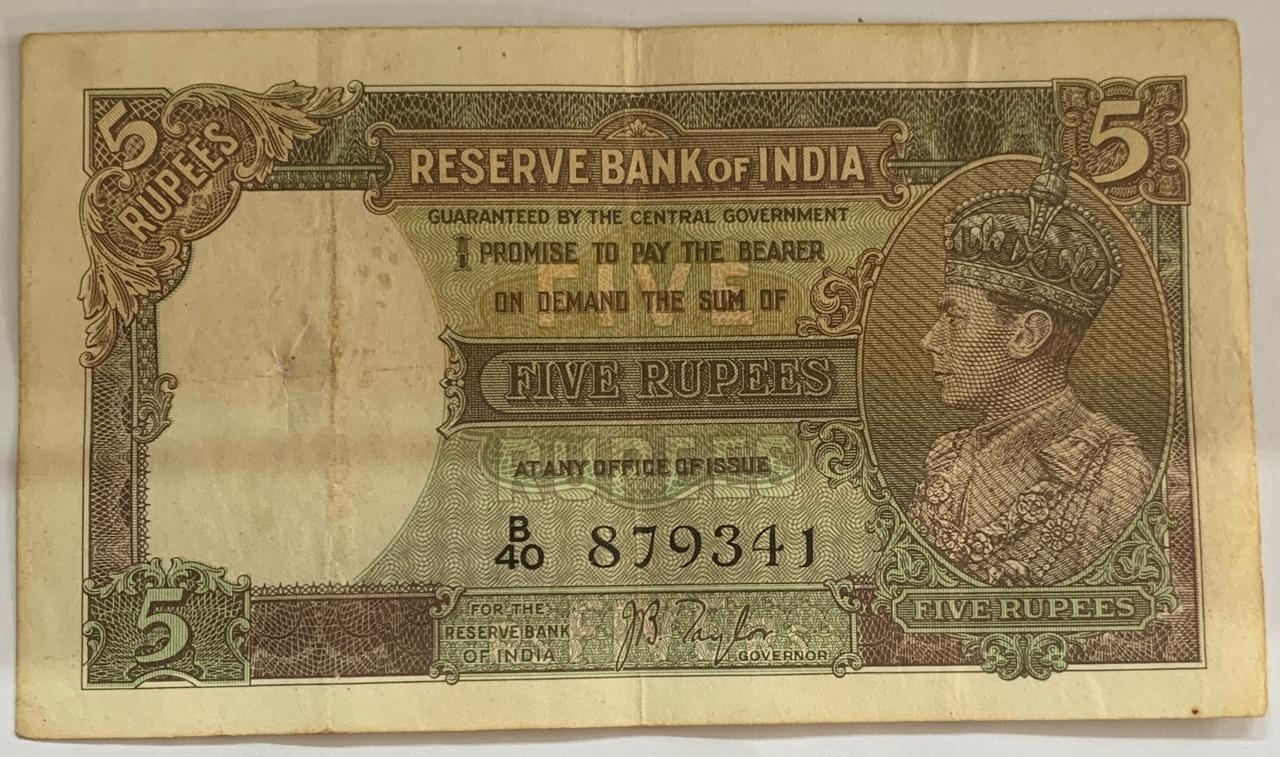 5 RUPEES
5
RESERVE BANK OF INDIA
GUARANTEED BY THE CENTRAL GOVERNMENT
I PROMISE TO PAY THE BEARER
FIVE
ON DEMAND THE SUM OF
FIVE RUPEES
RUPEES
AT ANY OFFICE OF ISSUE
B/40 879341
5
FOR THE
RESERVE BANK
OF INDIA
JB. Taylor
GOVERNOR
FIVE RUPEES